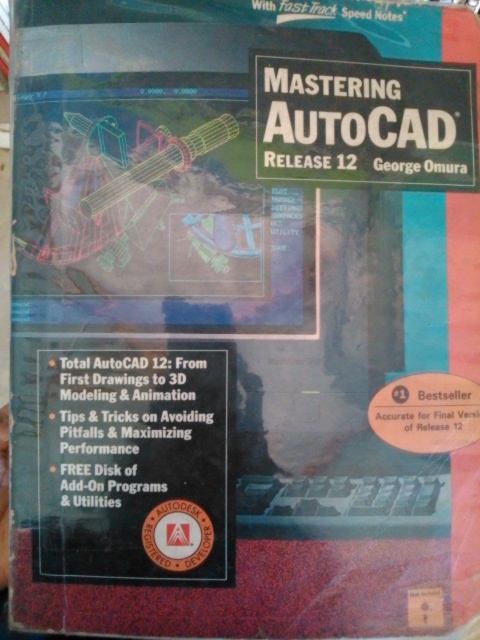 With Fast Track Speed Notes"
MASTERING
AUTOCAD®
RELEASE 12 George Omura
• Total AutoCAD 12: From
First Drawings to 3D
Modeling & Animation
• Tips & Tricks on Avoiding
Pitfalls & Maximizing
Performance
• FREE Disk of
Add-On Programs
& Utilities
#1 Bestseller
Accurate for Final Versi
of Release 12
AUTODESK
REGISTERED DEVELOPER